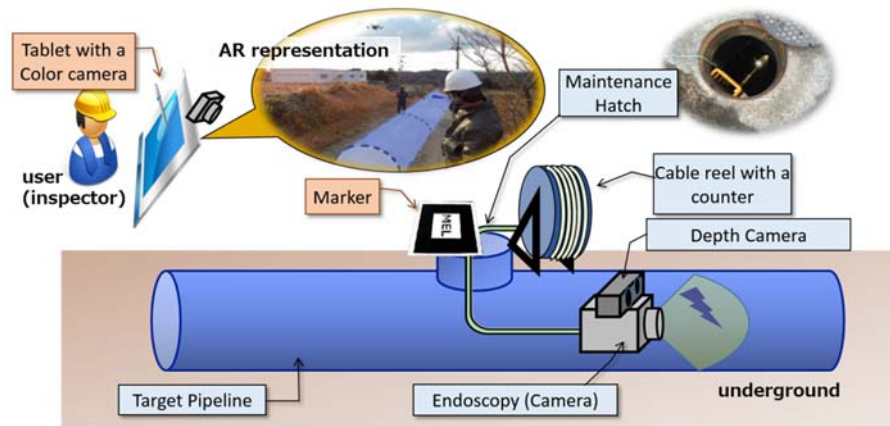 Tablet with a
Color camera
AR representation
Maintenance
Hatch
user
(inspector)
Marker
MEL
Cable reel with a
counter
Depth Camera
Target Pipeline
Endoscopy (Camera)
underground